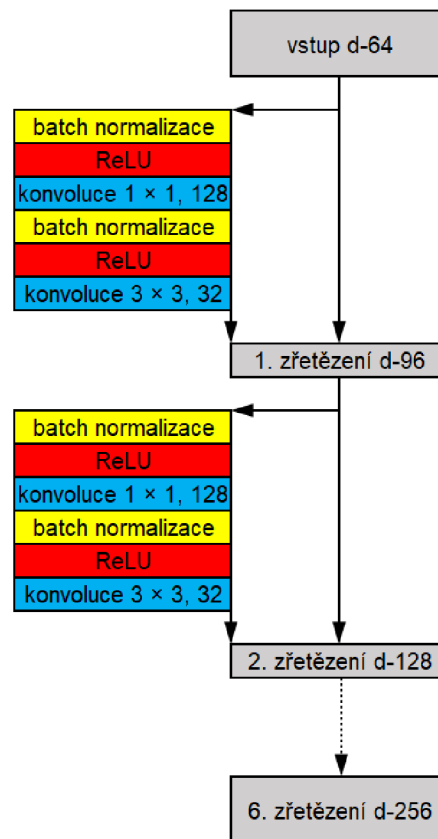 vstup d-64
batch normalizace
ReLU
konvoluce 1 × 1, 128
batch normalizace
ReLU
konvoluce 3 × 3, 32
1. zřetězení d-96
batch normalizace
ReLU
konvoluce 1 × 1, 128
batch normalizace
ReLU
konvoluce 3 × 3, 32
2. zřetězení d-128
6. zřetězení d-256